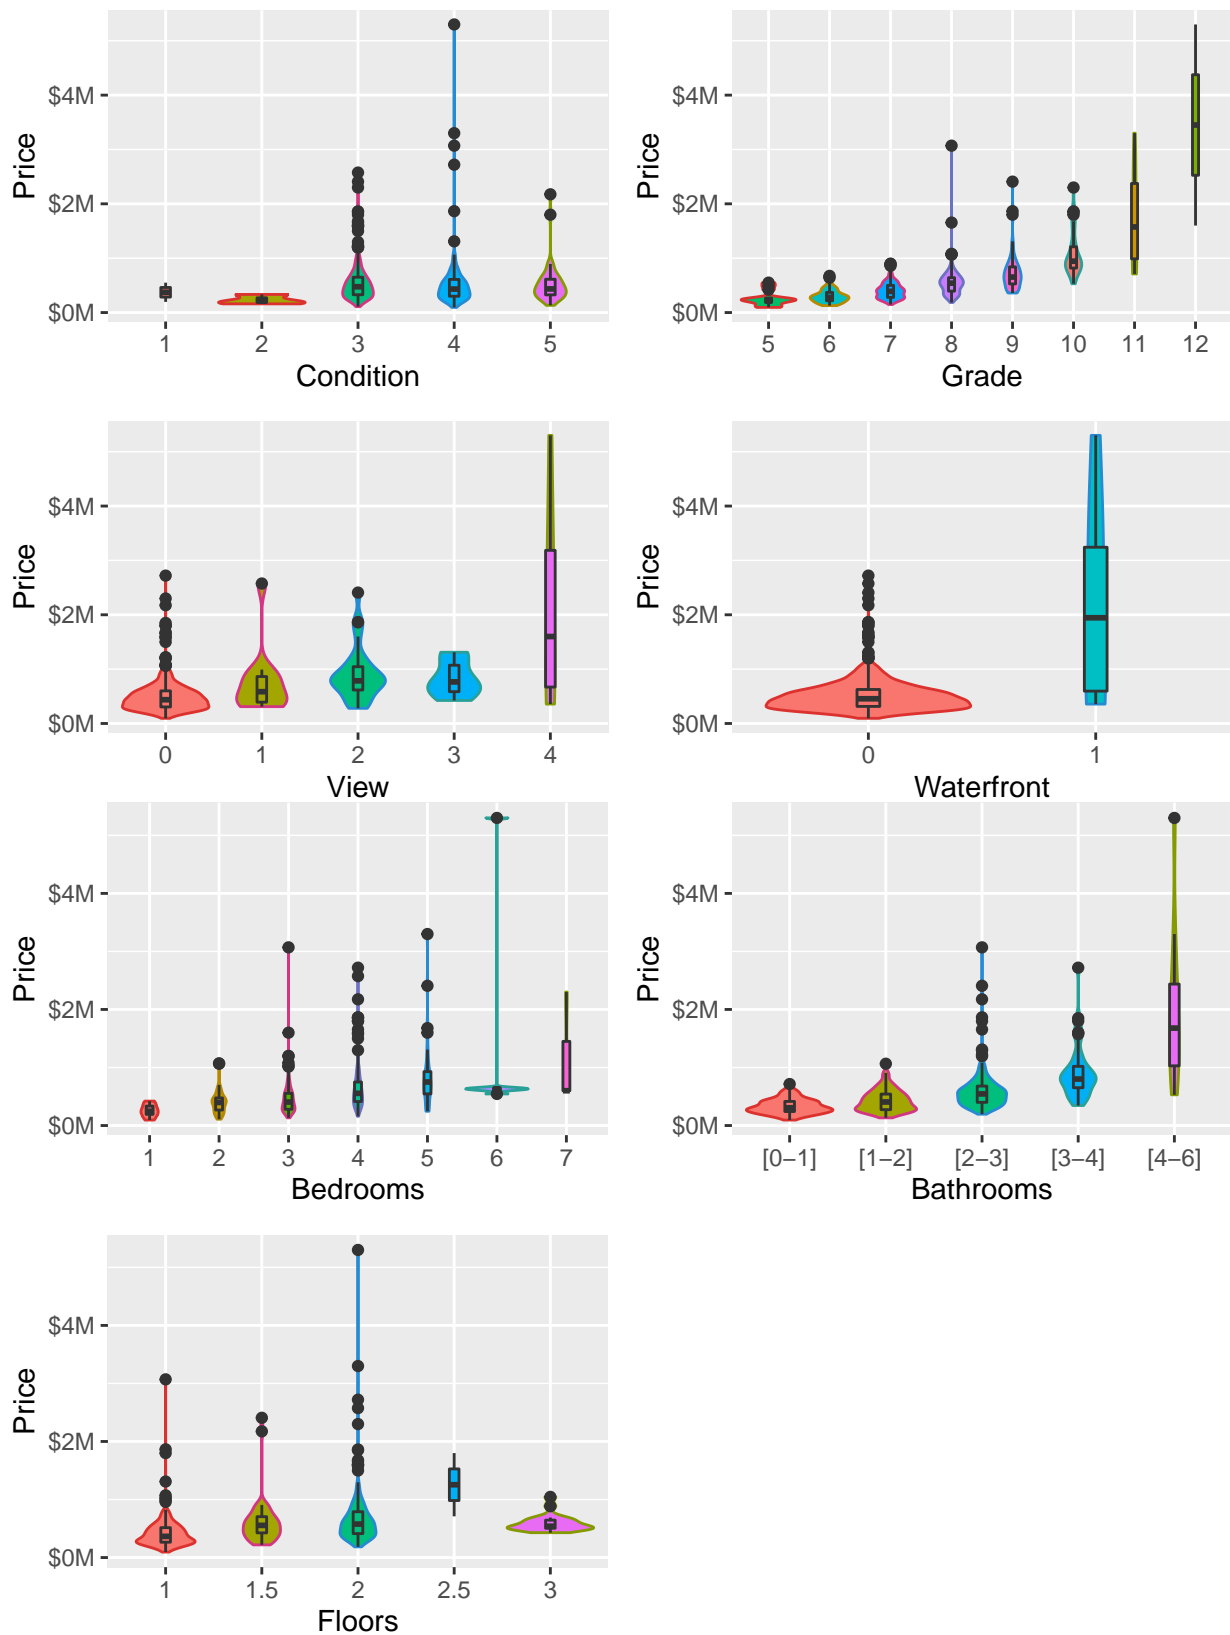 $4M
$2M
$0M
Price
1 2 3 4 5
Condition
$4M
$2M
$0M
Price
5 6 7 8 9 10 11 12
Grade
$4M
$2M
$0M
Price
0 1 2 3 4
View
$4M
$2M
$0M
Price
0 1
Waterfront
$4M
$2M
$0M
Price
1 2 3 4 5 6 7
Bedrooms
$4M
$2M
$0M
Price
[0−1] [1−2] [2−3] [3−4] [4−6]
Bathrooms
$4M
$2M
$0M
Price
1 1.5 2 2.5 3
Floors